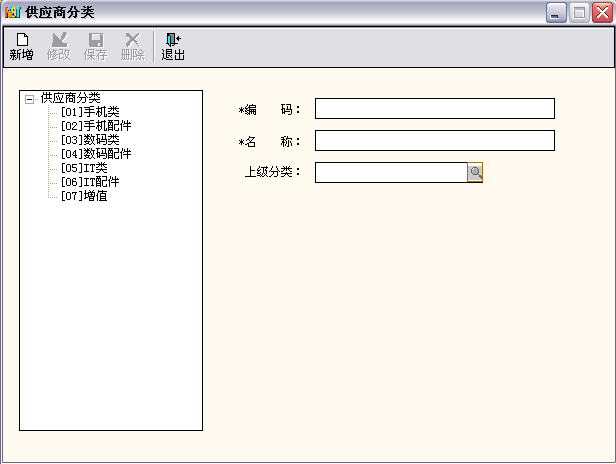 供应商分类
新增 修改 保存 删除 退出
供应商分类
[01]手机类
[02]手机配件
[03]数码类
[04]数码配件
[05]IT类
[06]IT配件
[07]增值
*编 码：
*名 称：
上级分类：